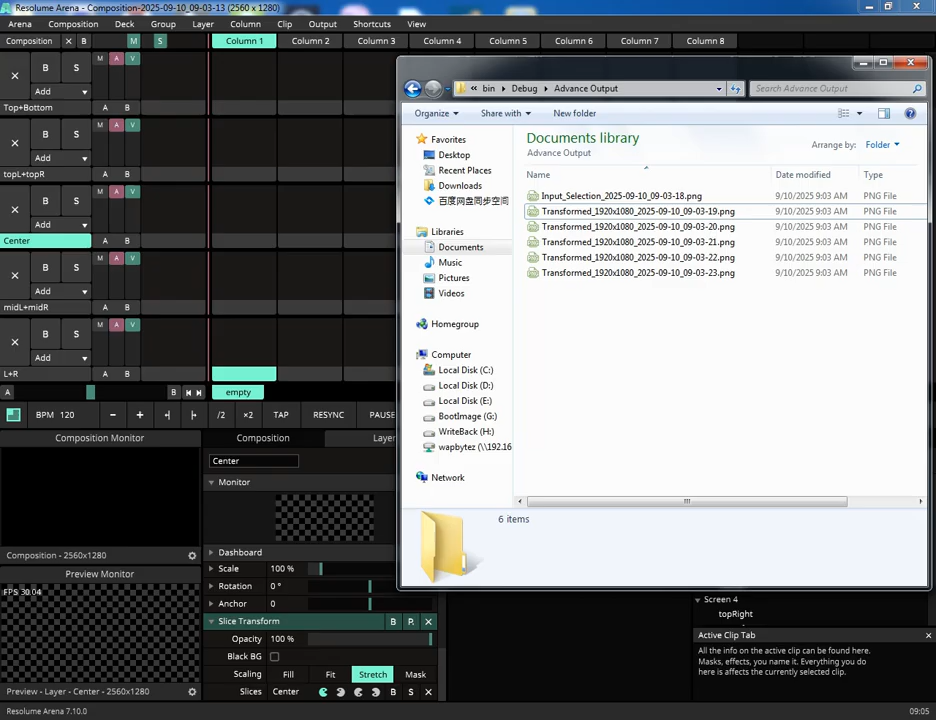 Resolume Arena - Composition-2025-09-10_09-03-13 (2560 x 1280)
Arena Composition Deck Group Layer Column Clip Output Shortcuts View
Composition × B M S Column 1 Column 2 Column 3 Column 4 Column 5 Column 6 Column 7 Column 8
× B S M A V
Add
Top+Bottom A B
× B S M A V
Add
topL+topR A B
× B S M A V
Add
Center A B
× B S M A V
Add
midL+midR A B
× B S M A V
Add
L+R A B
A B empty
BPM 120 − + /2 ×2 TAP RESYNC PAUSE
Composition Monitor
Composition - 2560x1280
Preview Monitor
FPS 30.04
Preview - Layer - Center - 2560x1280
Resolume Arena 7.10.0
Composition Layer
Center
Monitor
Dashboard
Scale 100 %
Rotation 0 °
Anchor 0
Slice Transform B P. ×
Opacity 100 %
Black BG
Scaling Fill Fit Stretch Mask
Slices Center B S ×
« bin Debug Advance Output Search Advance Output
Organize Share with New folder
Favorites
Desktop
Recent Places
Downloads
百度网盘同步空间
Libraries
Documents
Music
Pictures
Videos
Homegroup
Computer
Local Disk (C:)
Local Disk (D:)
Local Disk (E:)
BootImage (G:)
WriteBack (H:)
wapbytez (\\192.16
Network
Documents library
Advance Output
Arrange by: Folder
Name Date modified Type
Input_Selection_2025-09-10_09-03-18.png 9/10/2025 9:03 AM PNG File
Transformed_1920x1080_2025-09-10_09-03-19.png 9/10/2025 9:03 AM PNG File
Transformed_1920x1080_2025-09-10_09-03-20.png 9/10/2025 9:03 AM PNG File
Transformed_1920x1080_2025-09-10_09-03-21.png 9/10/2025 9:03 AM PNG File
Transformed_1920x1080_2025-09-10_09-03-22.png 9/10/2025 9:03 AM PNG File
Transformed_1920x1080_2025-09-10_09-03-23.png 9/10/2025 9:03 AM PNG File
6 items
Screen 4
topRight
Active Clip Tab ×
All the info on the active clip can be found here.
Masks, effects, you name it. Everything you do
here is affects the currently selected clip.
09:05